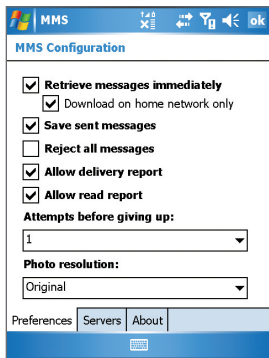 MMS
ok
MMS Configuration
Retrieve messages immediately
Download on home network only
Save sent messages
Reject all messages
Allow delivery report
Allow read report
Attempts before giving up:
1
Photo resolution:
Original
Preferences Servers About